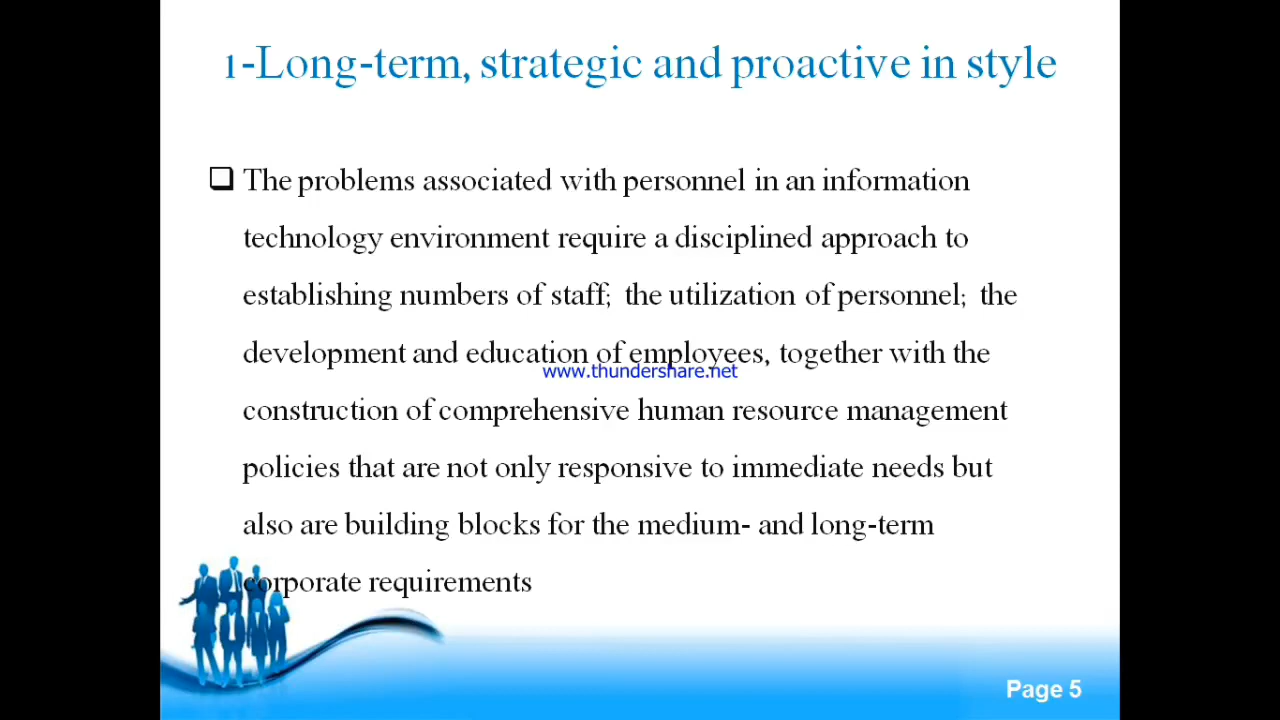 1-Long-term, strategic and proactive in style
❑ The problems associated with personnel in an information
technology environment require a disciplined approach to
establishing numbers of staff; the utilization of personnel; the
development and education of employees, together with the
www.thundershare.net
construction of comprehensive human resource management
policies that are not only responsive to immediate needs but
also are building blocks for the medium- and long-term
corporate requirements
Page 5